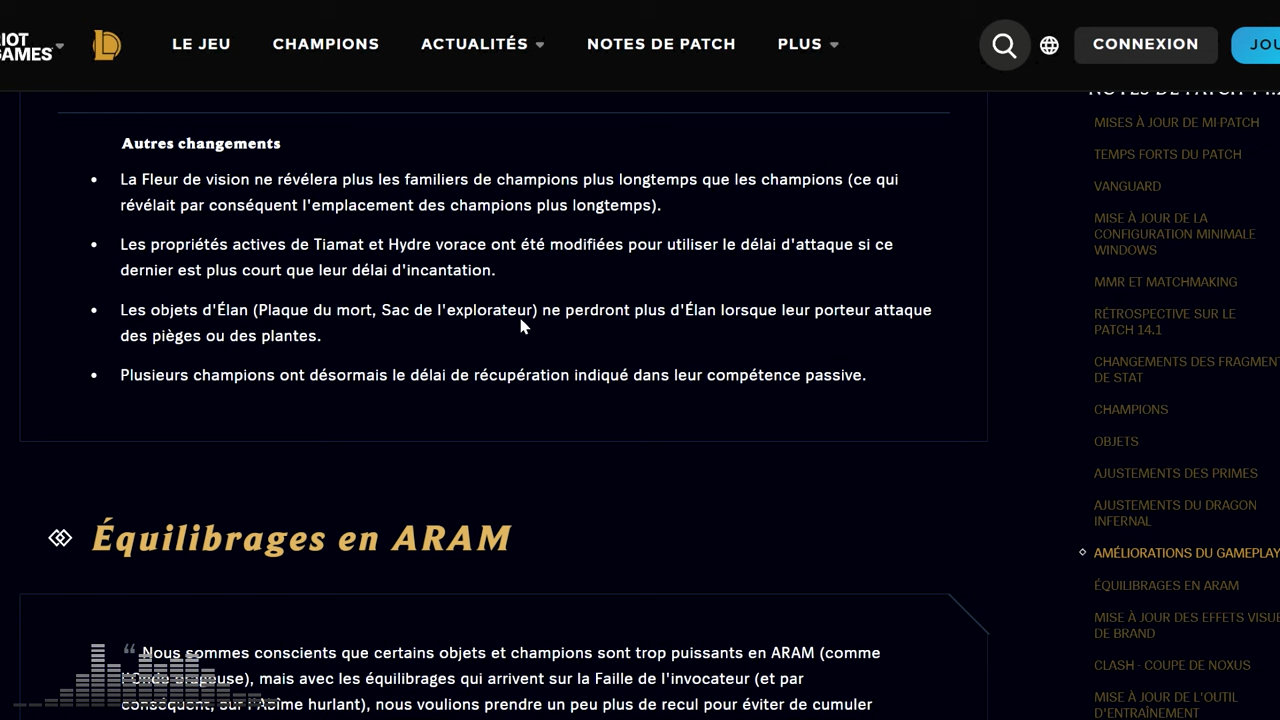 RIOT
GAMES
LE JEU
CHAMPIONS
ACTUALITÉS
NOTES DE PATCH
PLUS
CONNEXION
Autres changements
La Fleur de vision ne révélera plus les familiers de champions plus longtemps que les champions (ce qui
révélait par conséquent l'emplacement des champions plus longtemps).
Les propriétés actives de Tiamat et Hydre vorace ont été modifiées pour utiliser le délai d'attaque si ce
dernier est plus court que leur délai d'incantation.
Les objets d'Élan (Plaque du mort, Sac de l'explorateur) ne perdront plus d'Élan lorsque leur porteur attaque
des pièges ou des plantes.
Plusieurs champions ont désormais le délai de récupération indiqué dans leur compétence passive.
Équilibrages en ARAM
“ Nous sommes conscients que certains objets et champions sont trop puissants en ARAM (comme
l'Onde orageuse), mais avec les équilibrages qui arrivent sur la Faille de l'invocateur (et par
conséquent, sur l'Abîme hurlant), nous voulions prendre un peu plus de recul pour éviter de cumuler
NOTES DE PATCH
MISES À JOUR DE MI-PATCH
TEMPS FORTS DU PATCH
VANGUARD
MISE À JOUR DE LA
CONFIGURATION MINIMALE
WINDOWS
MMR ET MATCHMAKING
RÉTROSPECTIVE SUR LE
PATCH 14.1
CHANGEMENTS DES FRAGMENT
DE STAT
CHAMPIONS
OBJETS
AJUSTEMENTS DES PRIMES
AJUSTEMENTS DU DRAGON
INFERNAL
AMÉLIORATIONS DU GAMEPLAY
ÉQUILIBRAGES EN ARAM
MISE À JOUR DES EFFETS VISUE
DE BRAND
CLASH - COUPE DE NOXUS
MISE À JOUR DE L'OUTIL
D'ENTRAÎNEMENT